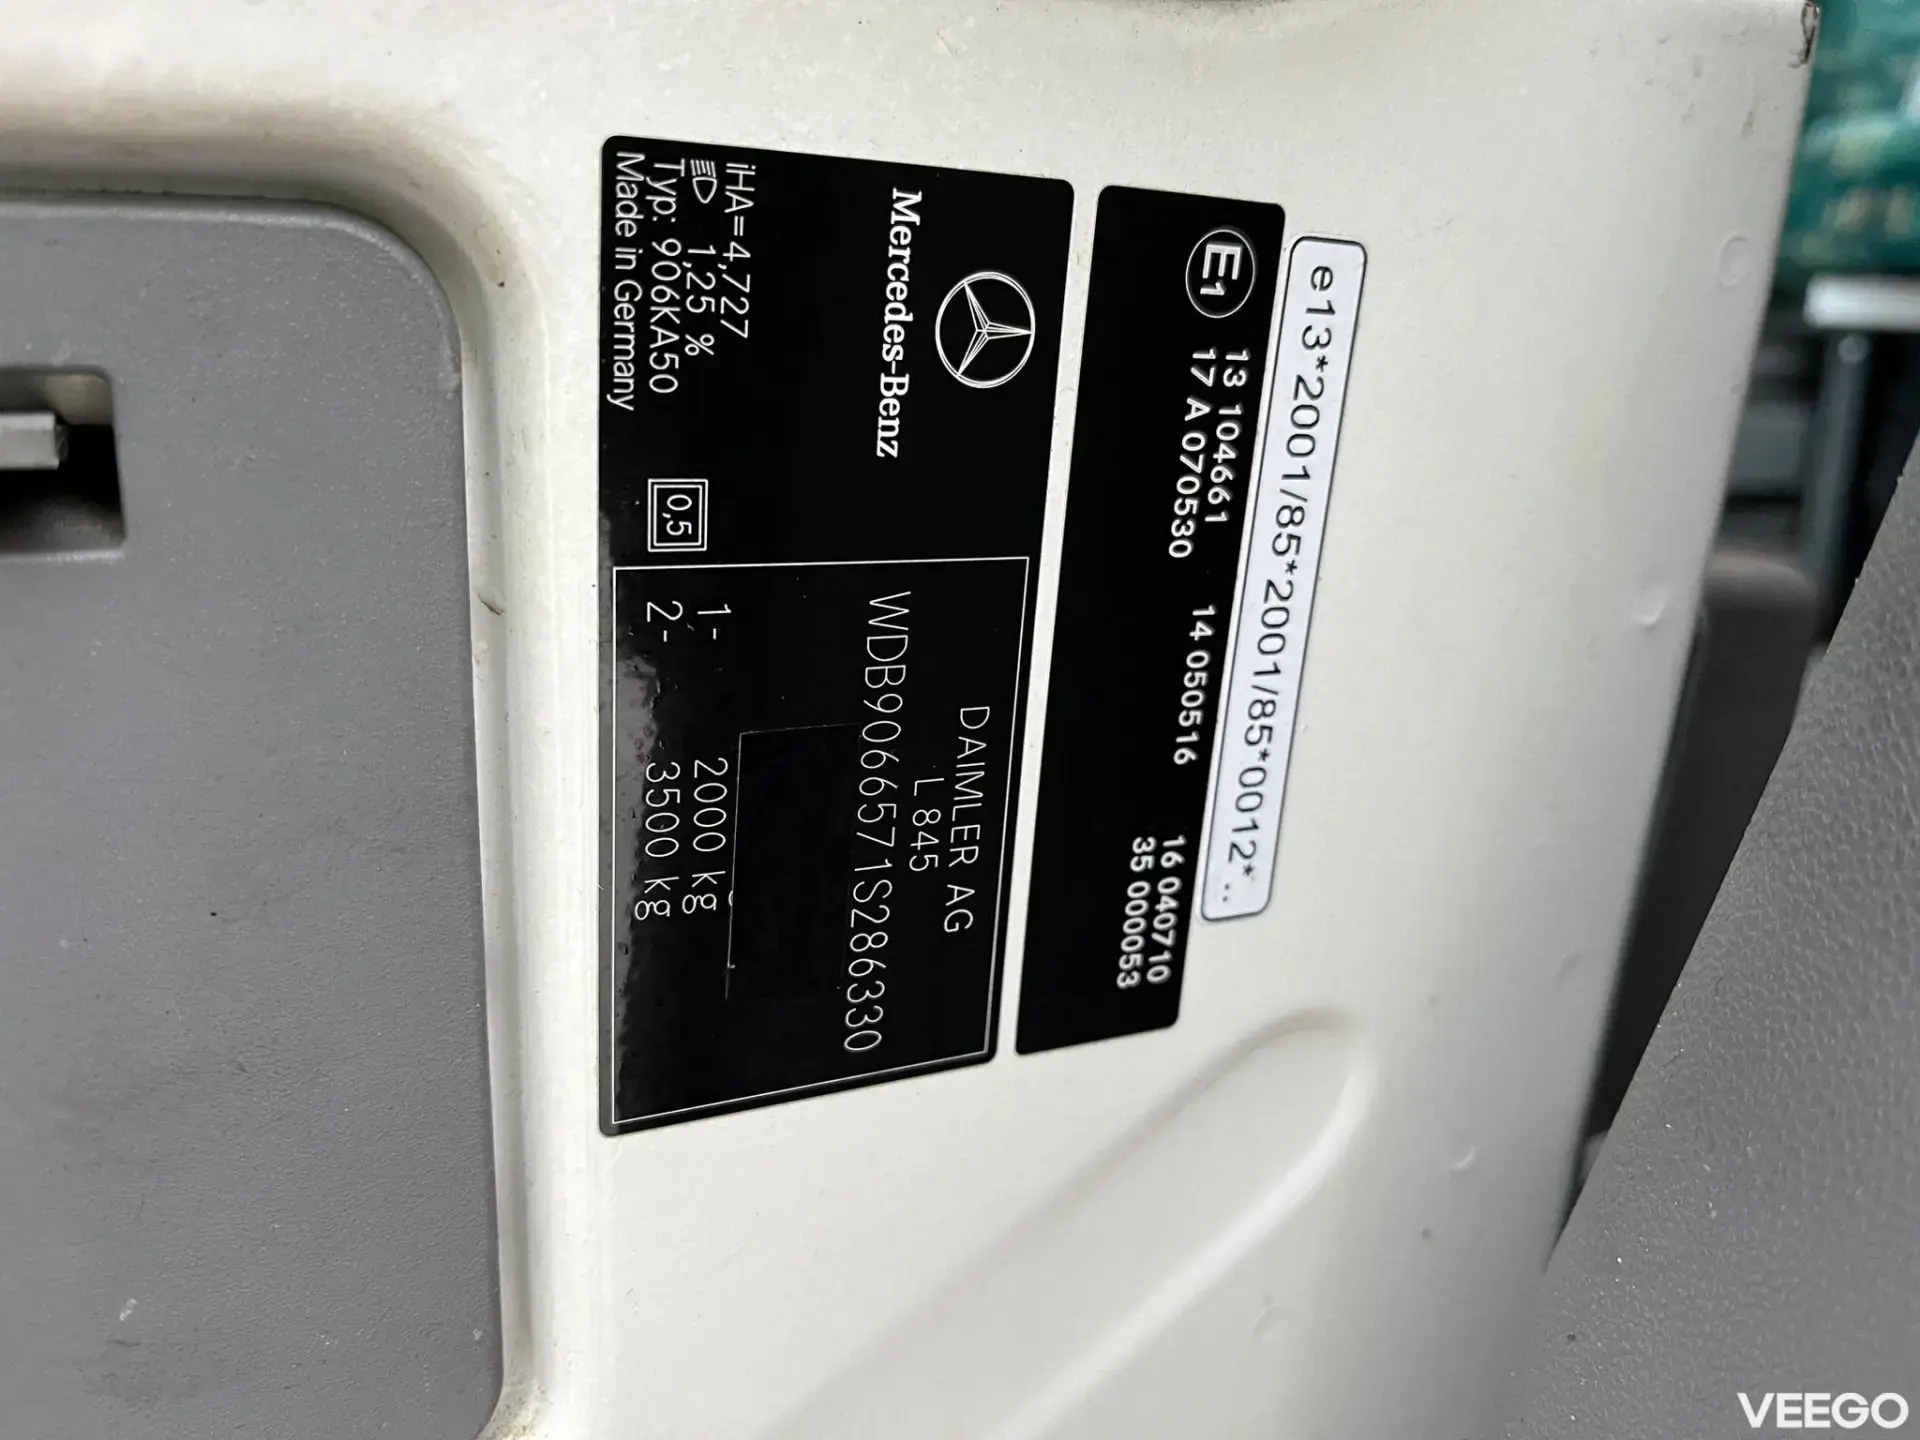 e13*2001/85*2001/85*0012*..
E1
13 104661
17 A 070530
14 050516
16 040710
35 000053
Mercedes-Benz
DAIMLER AG
L 845
WDB9066571S286330
1- 2000 kg
2- 3500 kg
iHA=4,727
1,25 %
Typ: 906KA50
Made in Germany
0,5
VEEGO